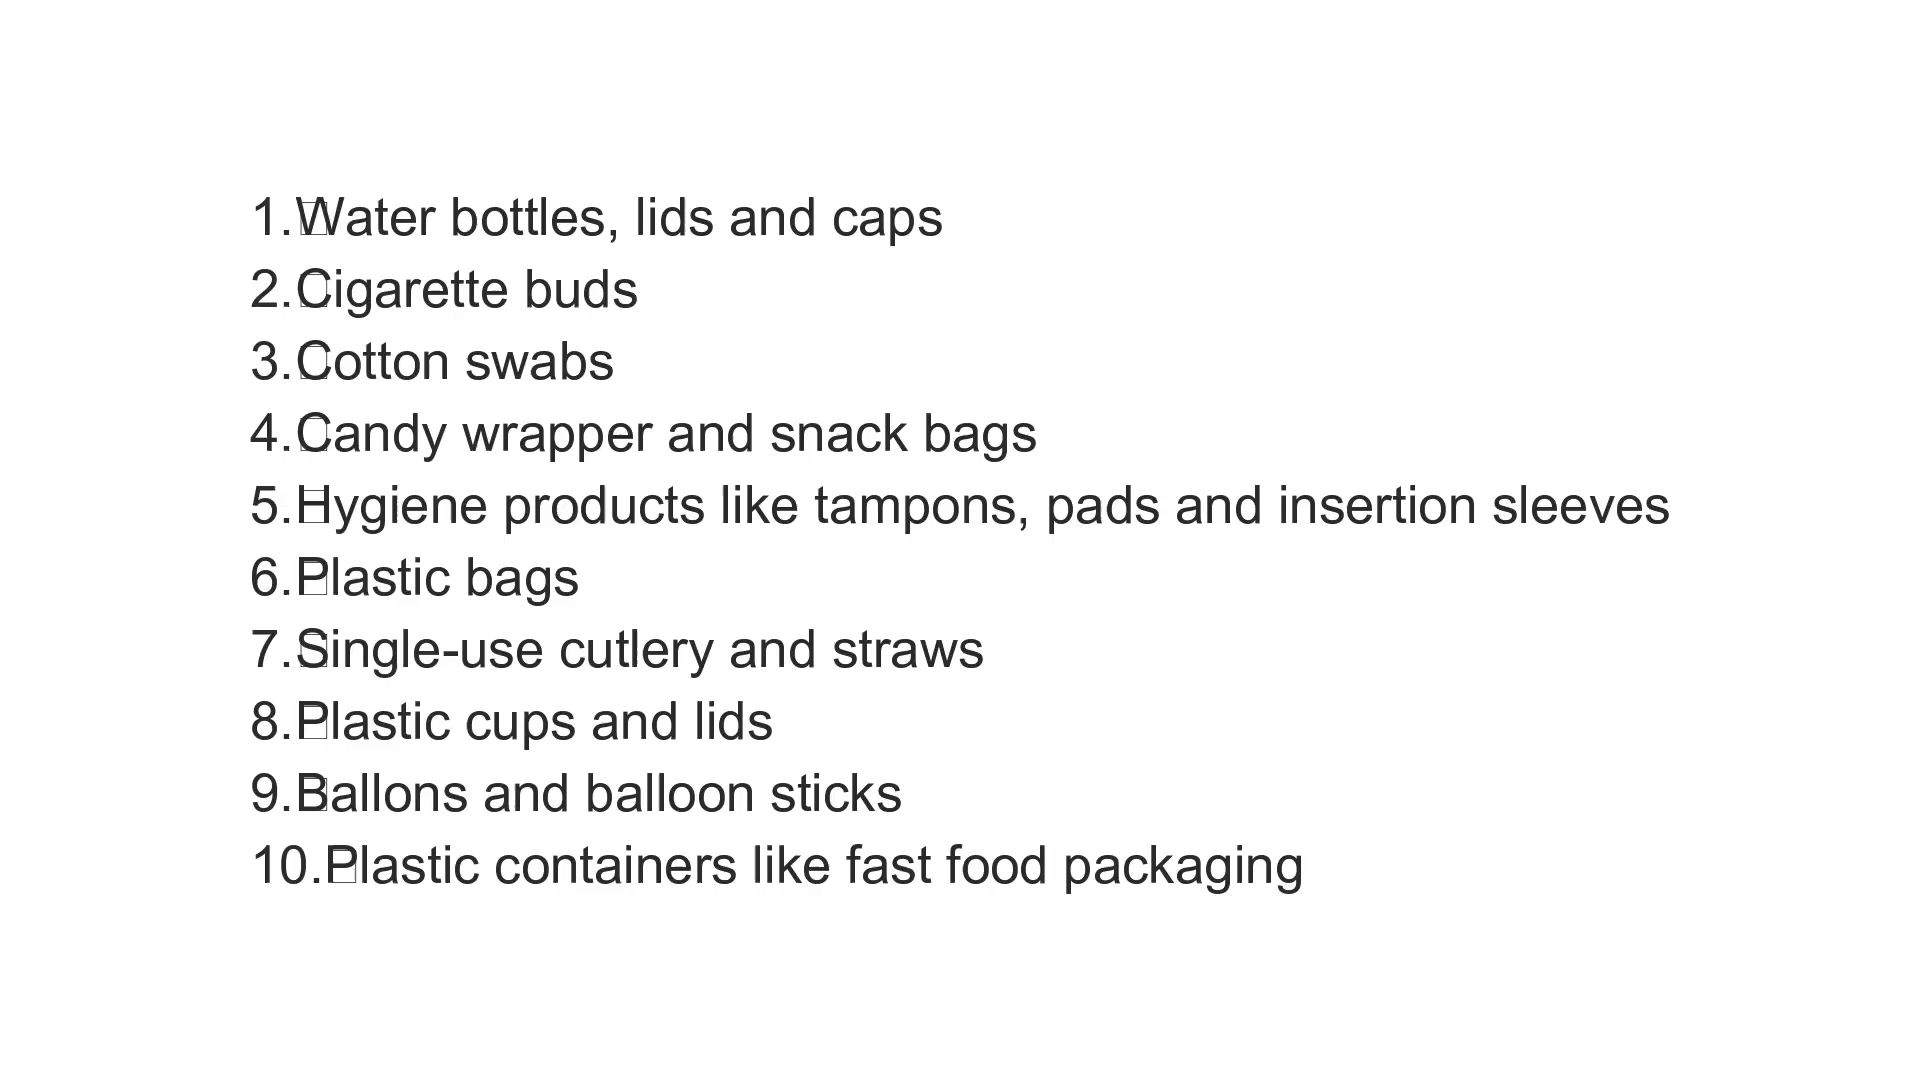 1.Water bottles, lids and caps
2.Cigarette buds
3.Cotton swabs
4.Candy wrapper and snack bags
5.Hygiene products like tampons, pads and insertion sleeves
6.Plastic bags
7.Single-use cutlery and straws
8.Plastic cups and lids
9.Ballons and balloon sticks
10.Plastic containers like fast food packaging